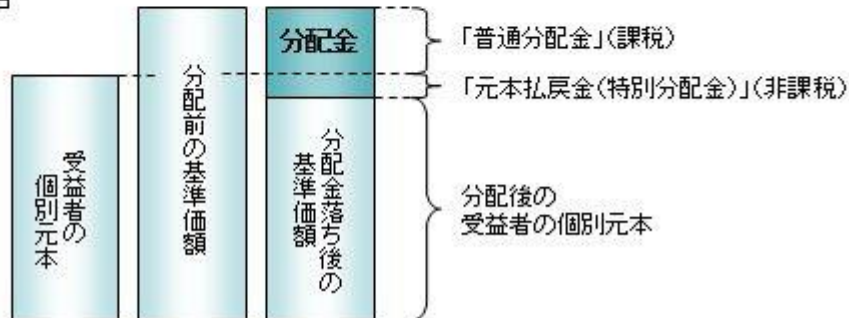 受益者の
個別元本
分配前の基準価額
分配金
分配金落ち後の
基準価額
「普通分配金」(課税)
「元本払戻金(特別分配金)」(非課税)
分配後の
受益者の個別元本